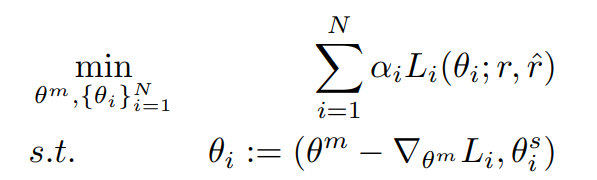 min_{θ^m,{θ_i}_{i=1}^N} ∑_{i=1}^{N} α_i L_i(θ_i; r, r̂)
s.t. θ_i := (θ^m − ∇_{θ^m} L_i, θ_i^s)